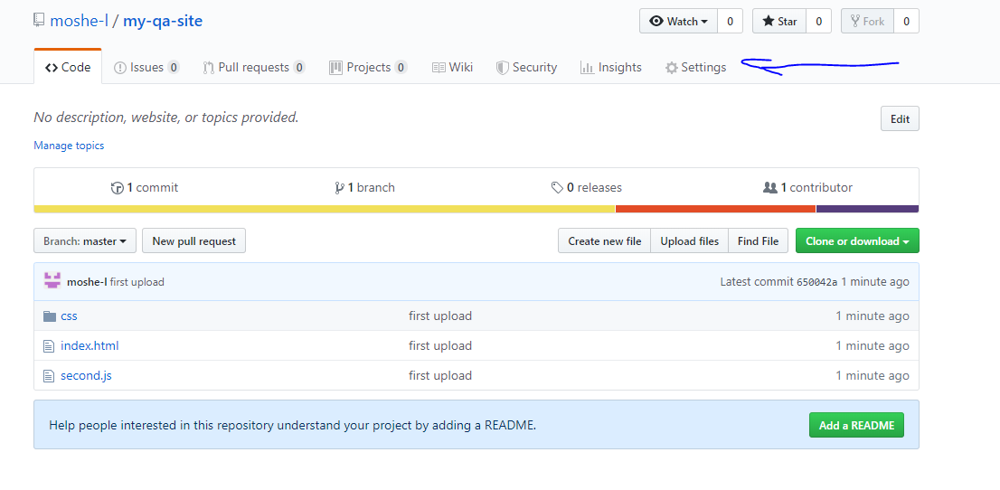 moshe-l / my-qa-site Watch 0 Star 0 Fork 0
Code Issues 0 Pull requests 0 Projects 0 Wiki Security Insights Settings
No description, website, or topics provided. Edit
Manage topics
1 commit 1 branch 0 releases 1 contributor
Branch: master New pull request Create new file Upload files Find File Clone or download
moshe-l first upload Latest commit 650042a 1 minute ago
css first upload 1 minute ago
index.html first upload 1 minute ago
second.js first upload 1 minute ago
Help people interested in this repository understand your project by adding a README. Add a README